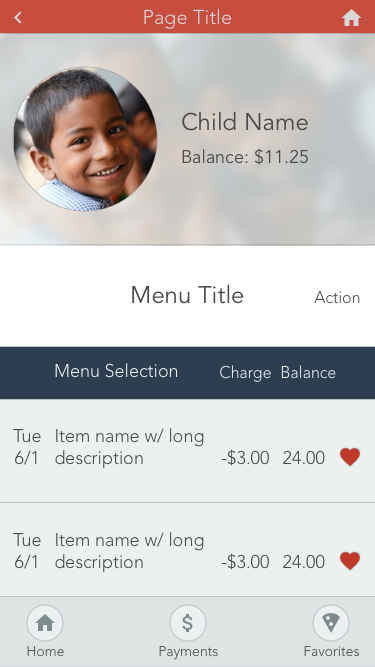 Page Title
Child Name
Balance: $11.25
Menu Title
Action
Menu Selection Charge Balance
Tue Item name w/ long
6/1 description -$3.00 24.00
Tue Item name w/ long
6/1 description -$3.00 24.00
$
Home Payments Favorites